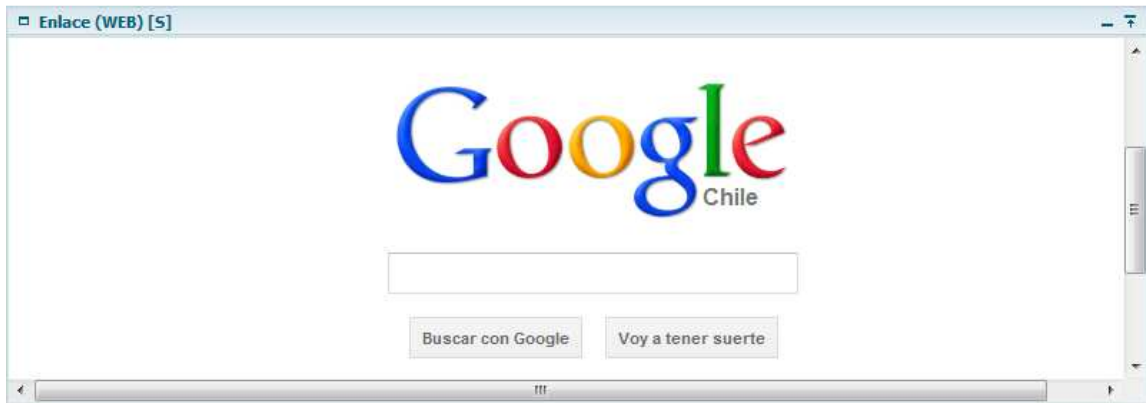 Enlace (WEB) [S]
Google
Chile
Buscar con Google
Voy a tener suerte